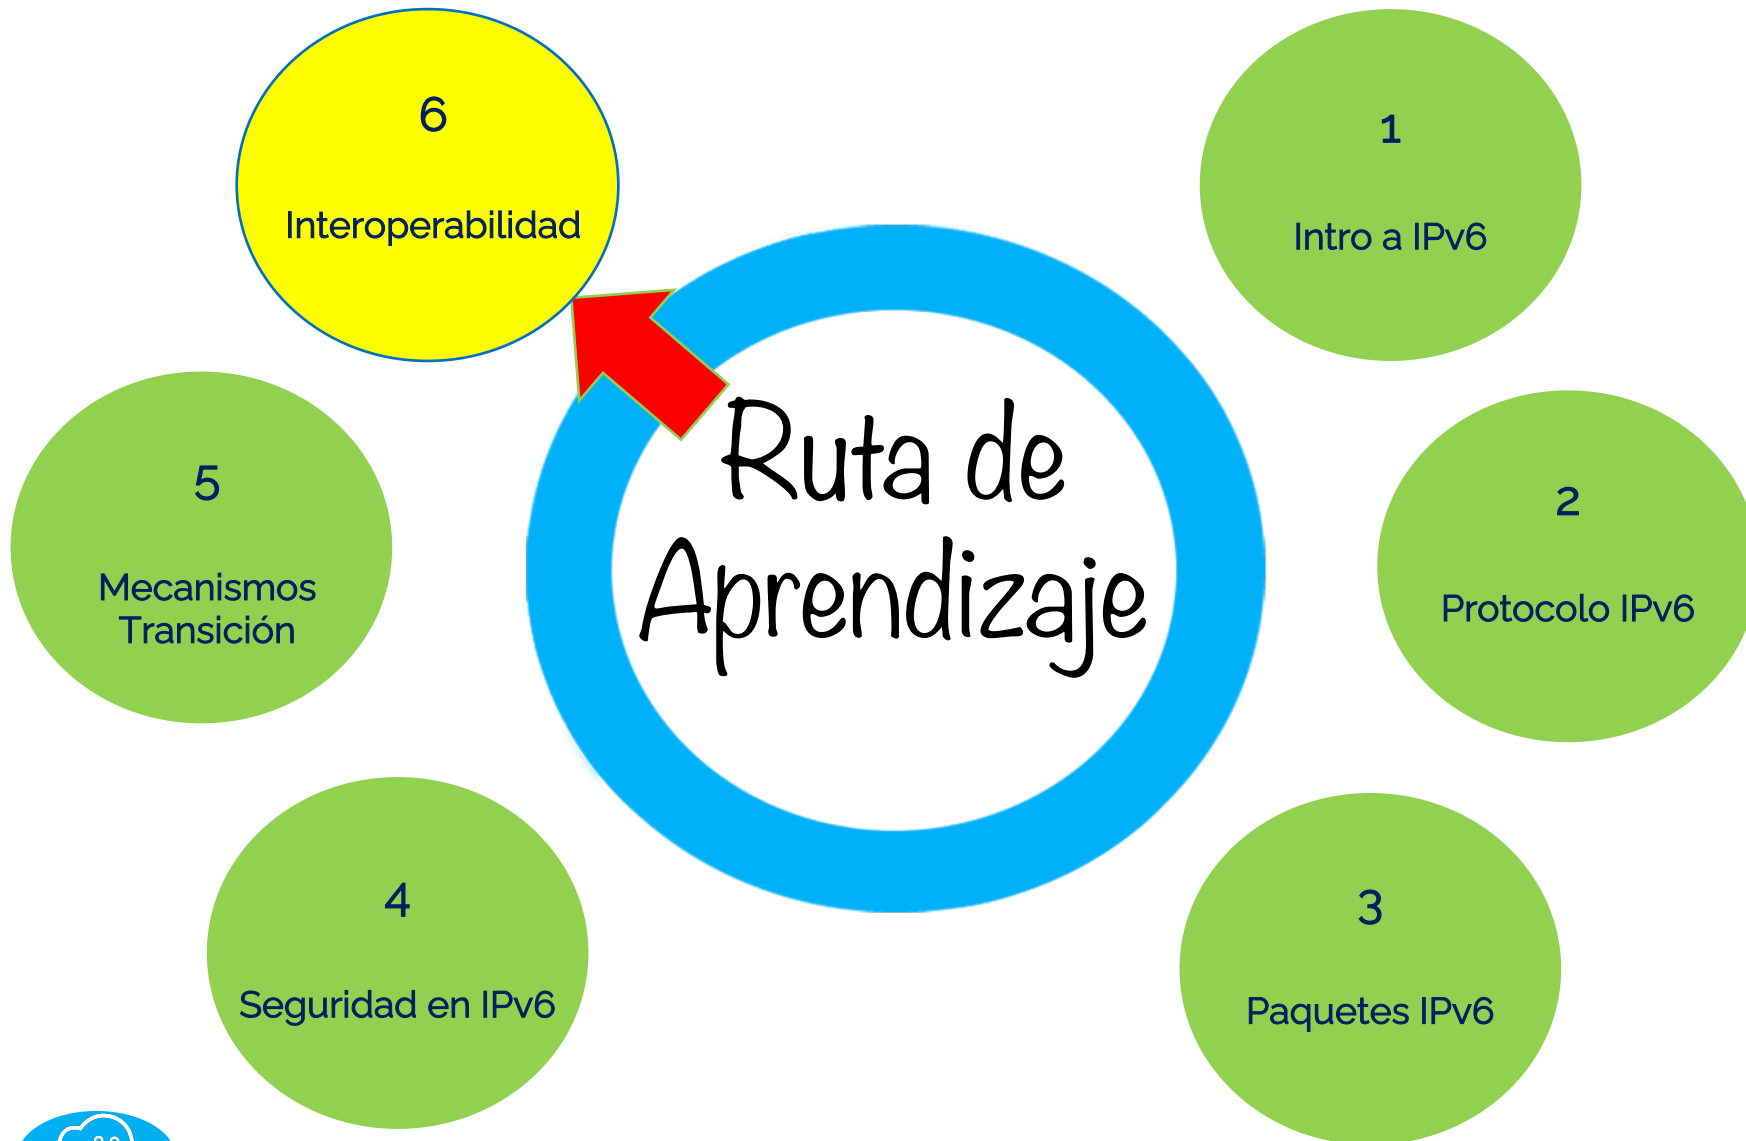 Ruta de
Aprendizaje
1
Intro a IPv6
2
Protocolo IPv6
3
Paquetes IPv6
4
Seguridad en IPv6
5
Mecanismos
Transición
6
Interoperabilidad